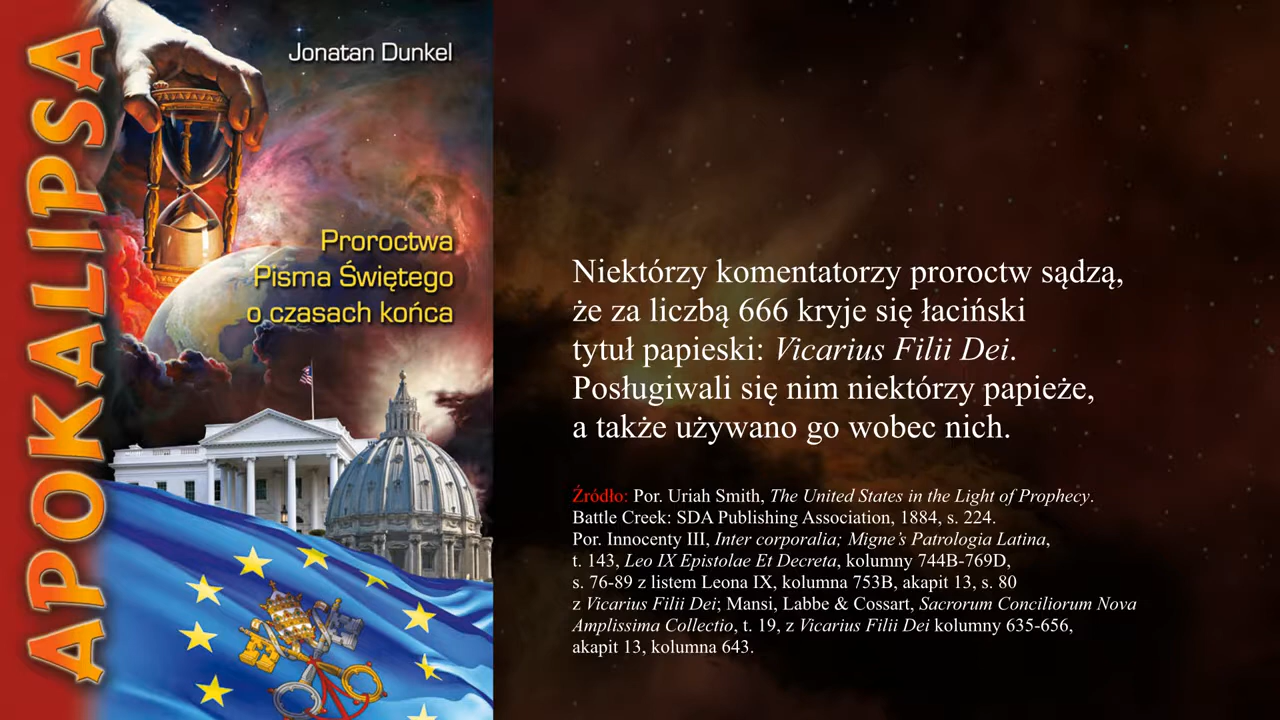 APOKALIPSA
Jonatan Dunkel
Proroctwa
Pisma Świętego
o czasach końca
Niektórzy komentatorzy proroctw sądzą,
że za liczbą 666 kryje się łaciński
tytuł papieski: Vicarius Filii Dei.
Posługiwali się nim niektórzy papieże,
a także używano go wobec nich.
Źródło: Por. Uriah Smith, The United States in the Light of Prophecy.
Battle Creek: SDA Publishing Association, 1884, s. 224.
Por. Innocenty III, Inter corporalia; Migne's Patrologia Latina,
t. 143, Leo IX Epistolae Et Decreta, kolumny 744B-769D,
s. 76-89 z listem Leona IX, kolumna 753B, akapit 13, s. 80
z Vicarius Filii Dei; Mansi, Labbe & Cossart, Sacrorum Conciliorum Nova
Amplissima Collectio, t. 19, z Vicarius Filii Dei kolumny 635-656,
akapit 13, kolumna 643.